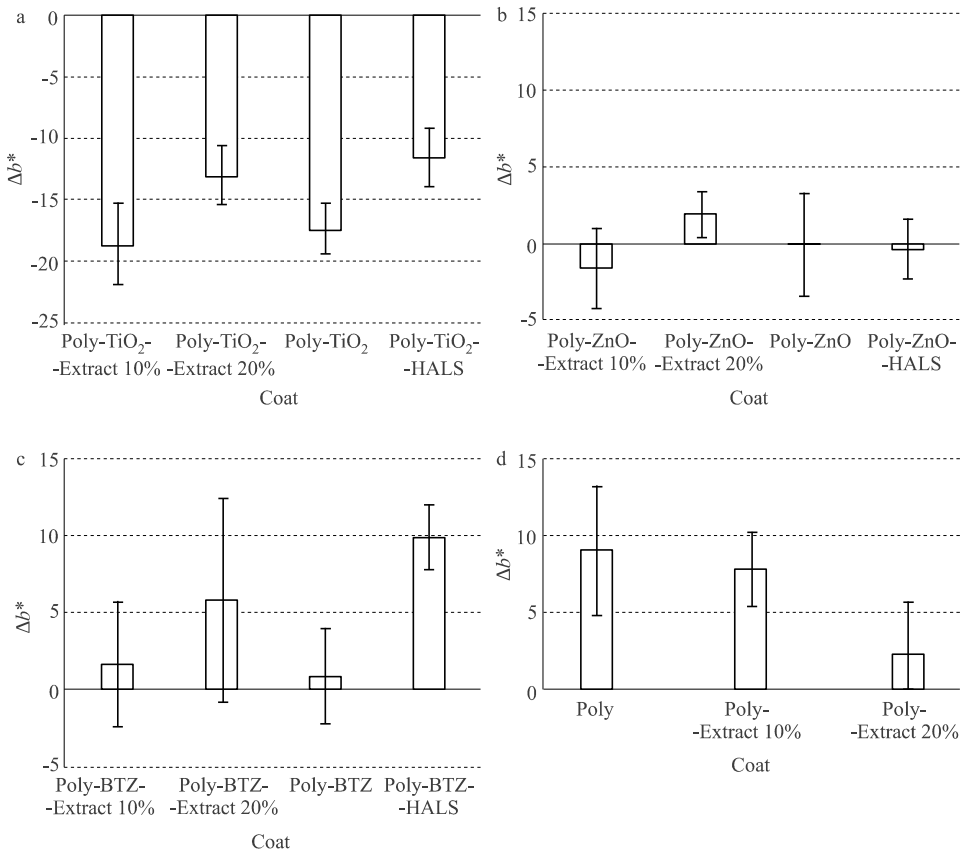 a
0
-5
-10
-15
-20
-25
Δb*
Poly-TiO2-
-Extract 10%
Poly-TiO2-
-Extract 20%
Poly-TiO2
Poly-TiO2-
-HALS
Coat
b
15
10
5
0
-5
Δb*
Poly-ZnO-
-Extract 10%
Poly-ZnO-
-Extract 20%
Poly-ZnO
Poly-ZnO-
-HALS
Coat
c
15
10
5
0
-5
Δb*
Poly-BTZ-
-Extract 10%
Poly-BTZ-
-Extract 20%
Poly-BTZ
Poly-BTZ-
-HALS
Coat
d
15
10
5
0
Δb*
Poly
Poly-
-Extract 10%
Poly-
-Extract 20%
Coat